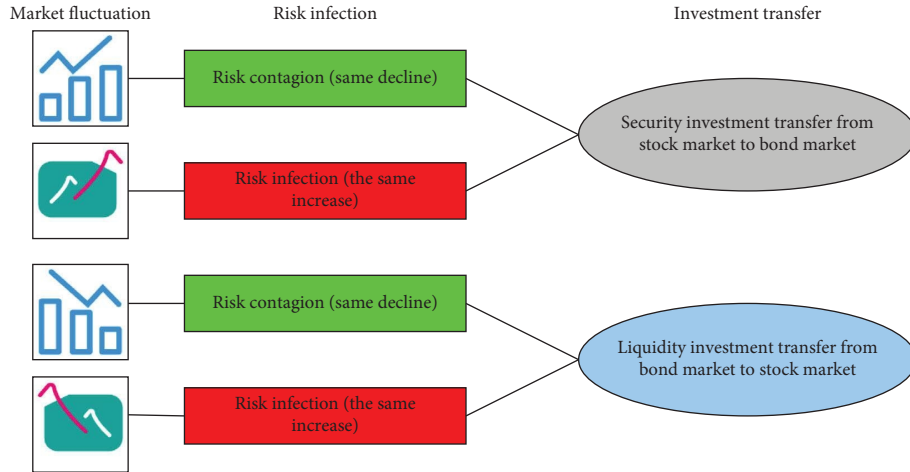 Market fluctuation
Risk infection
Investment transfer
Risk contagion (same decline)
Risk infection (the same
increase)
Security investment transfer from
stock market to bond market
Risk contagion (same decline)
Risk infection (the same
increase)
Liquidity investment transfer from
bond market to stock market